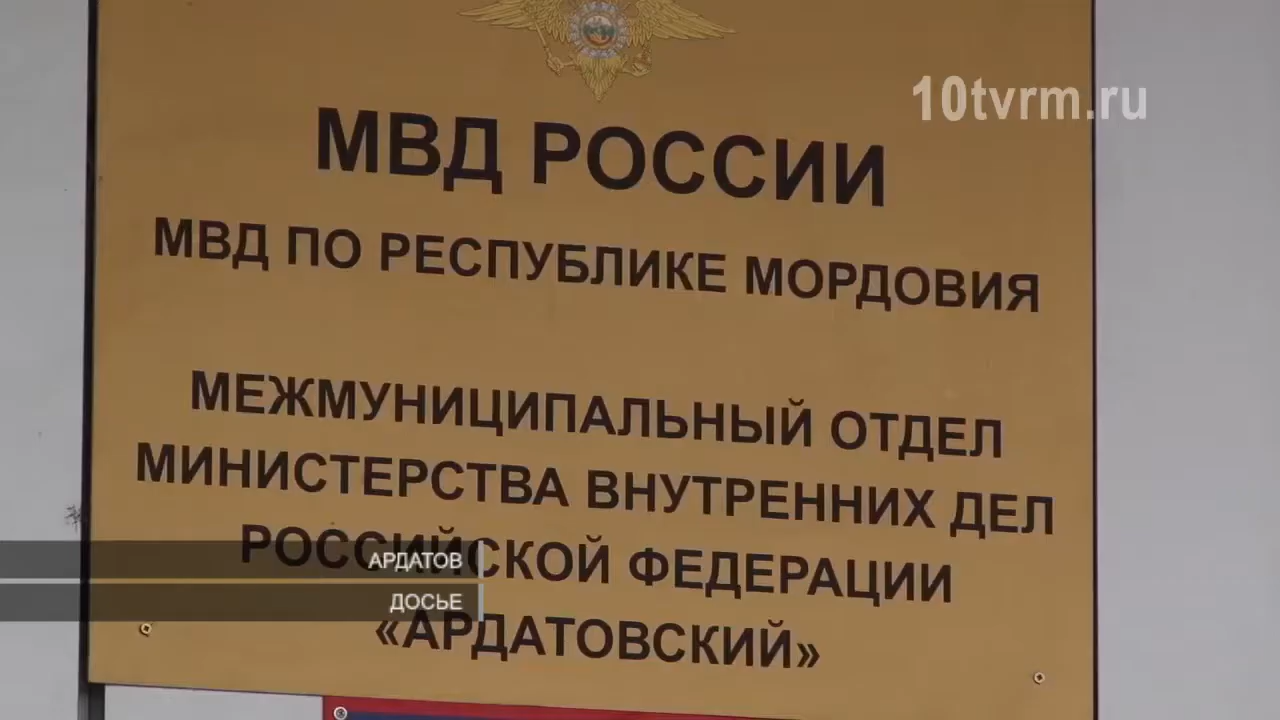 10tvrm.ru
МВД РОССИИ
МВД ПО РЕСПУБЛИКЕ МОРДОВИЯ
МЕЖМУНИЦИПАЛЬНЫЙ ОТДЕЛ
МИНИСТЕРСТВА ВНУТРЕННИХ ДЕЛ
РОССИЙСКОЙ ФЕДЕРАЦИИ
«АРДАТОВСКИЙ»
АРДАТОВ
ДОСЬЕ